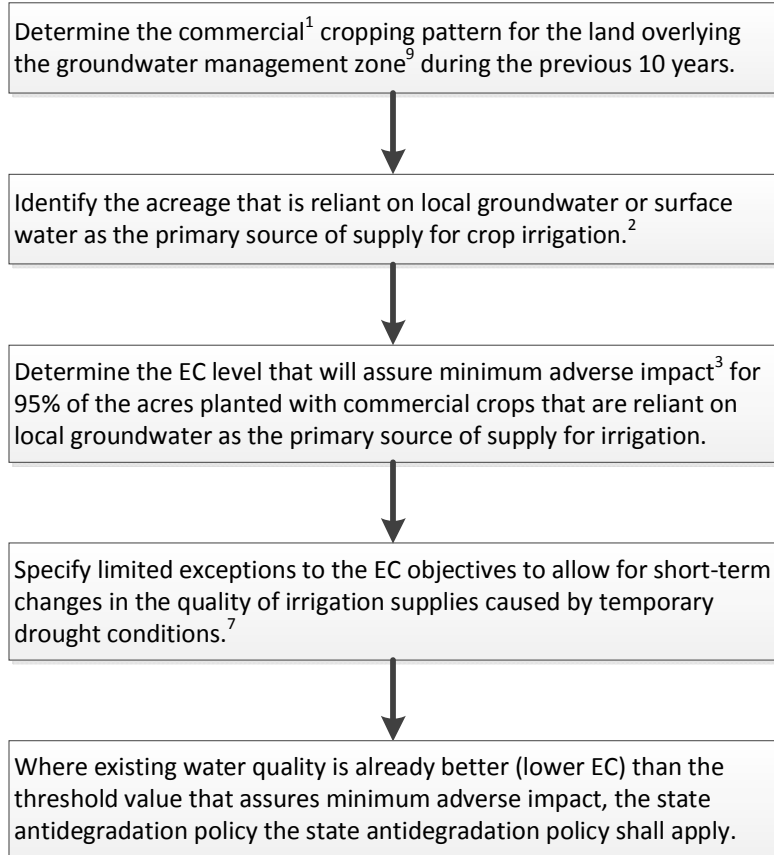 Determine the commercial¹ cropping pattern for the land overlying
the groundwater management zone⁹ during the previous 10 years.
Identify the acreage that is reliant on local groundwater or surface
water as the primary source of supply for crop irrigation.²
Determine the EC level that will assure minimum adverse impact³ for
95% of the acres planted with commercial crops that are reliant on
local groundwater as the primary source of supply for irrigation.
Specify limited exceptions to the EC objectives to allow for short-term
changes in the quality of irrigation supplies caused by temporary
drought conditions.⁷
Where existing water quality is already better (lower EC) than the
threshold value that assures minimum adverse impact, the state
antidegradation policy the state antidegradation policy shall apply.